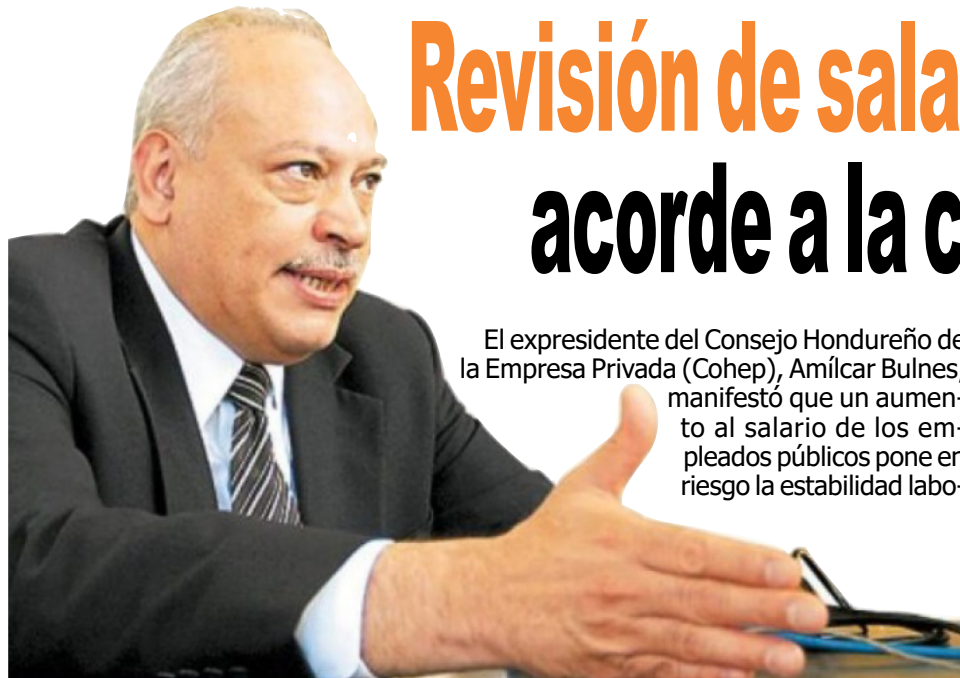 Revisión de sala
acorde a la c
El expresidente del Consejo Hondureño de
la Empresa Privada (Cohep), Amílcar Bulnes,
manifestó que un aumen-
to al salario de los em-
pleados públicos pone en
riesgo la estabilidad labo-